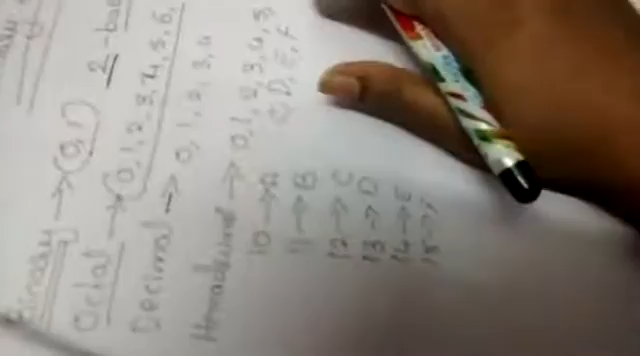 Binary → (0, 1) 2-bas
Octal → (0, 1, 2, 3, 4, 5, 6,
Decimal → 0, 1, 2, 3, 4
Hexadecimal → 0, 1, 2, 3, 4, 5
C, D, E, F
10 → A
11 → B
12 → C
13 → D
14 → E
15 → F